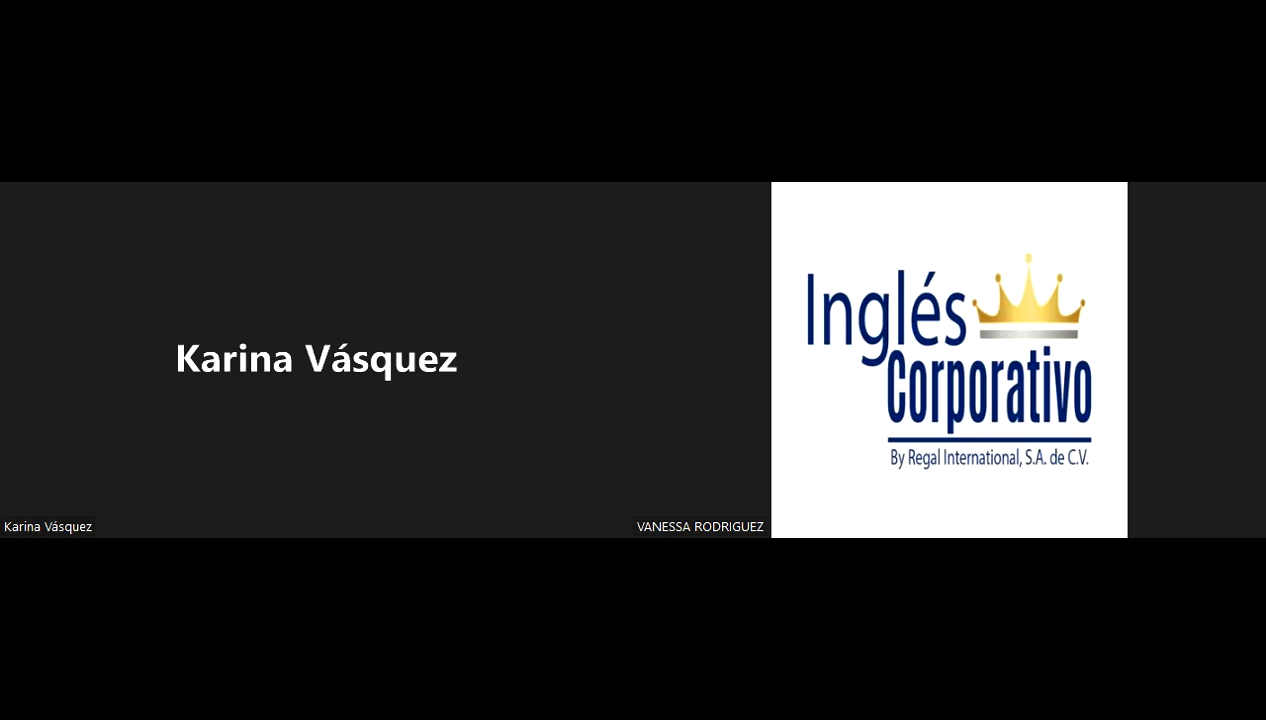 Karina Vásquez
Inglés
Corporativo
By Regal International, S.A. de C.V.
Karina Vásquez
VANESSA RODRIGUEZ